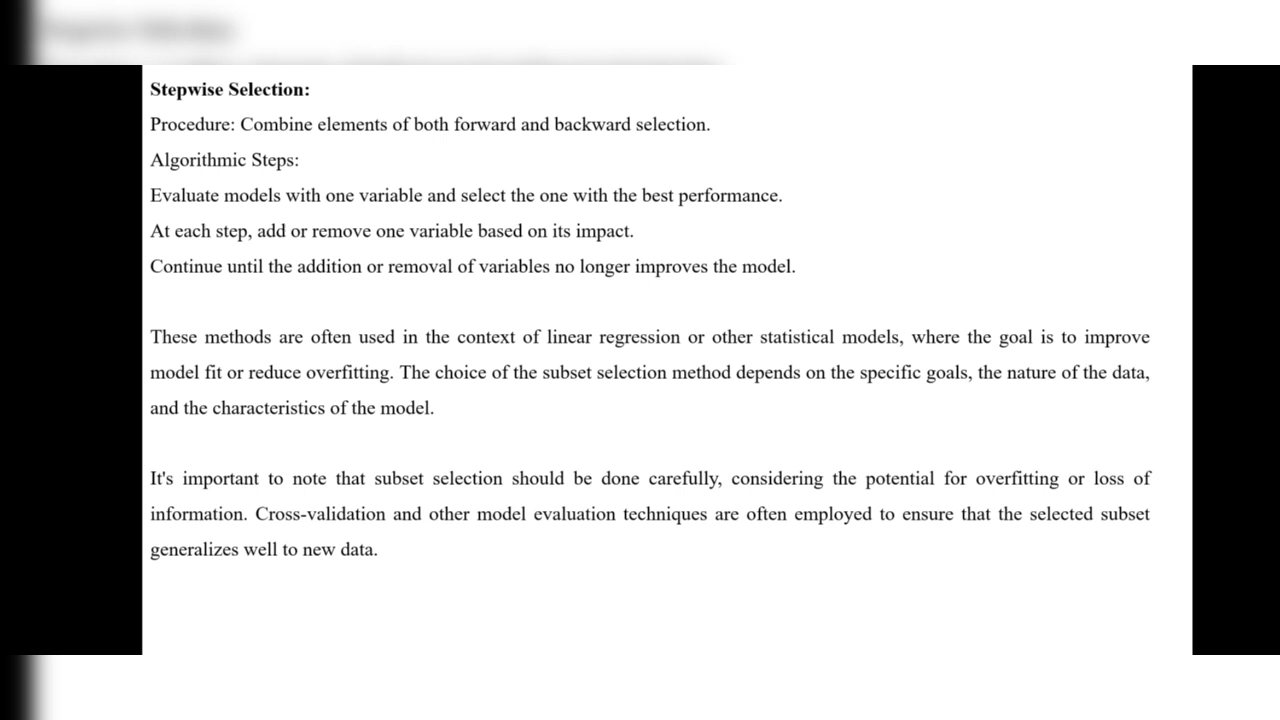 Stepwise Selection:
Procedure: Combine elements of both forward and backward selection.
Algorithmic Steps:
Evaluate models with one variable and select the one with the best performance.
At each step, add or remove one variable based on its impact.
Continue until the addition or removal of variables no longer improves the model.
These methods are often used in the context of linear regression or other statistical models, where the goal is to improve
model fit or reduce overfitting. The choice of the subset selection method depends on the specific goals, the nature of the data,
and the characteristics of the model.
It's important to note that subset selection should be done carefully, considering the potential for overfitting or loss of
information. Cross-validation and other model evaluation techniques are often employed to ensure that the selected subset
generalizes well to new data.